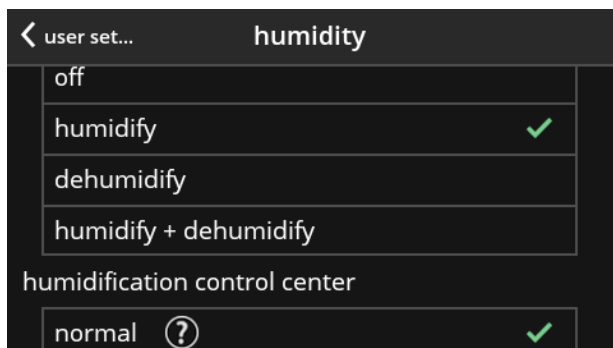 user set... humidity
off
humidify
dehumidify
humidify + dehumidify
humidification control center
normal ?